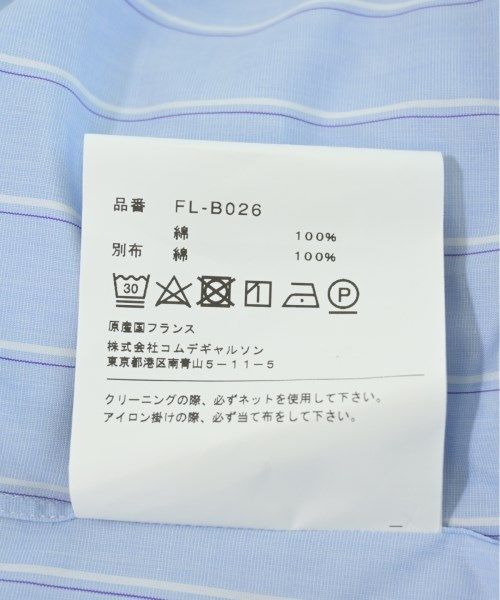 品番 FL-B026
綿 100%
別布 綿 100%
30 P
原産国フランス
株式会社コムデギャルソン
東京都港区南青山5-11-5
クリーニングの際、必ずネットを使用して下さい。
アイロン掛けの際、必ず当て布をして下さい。